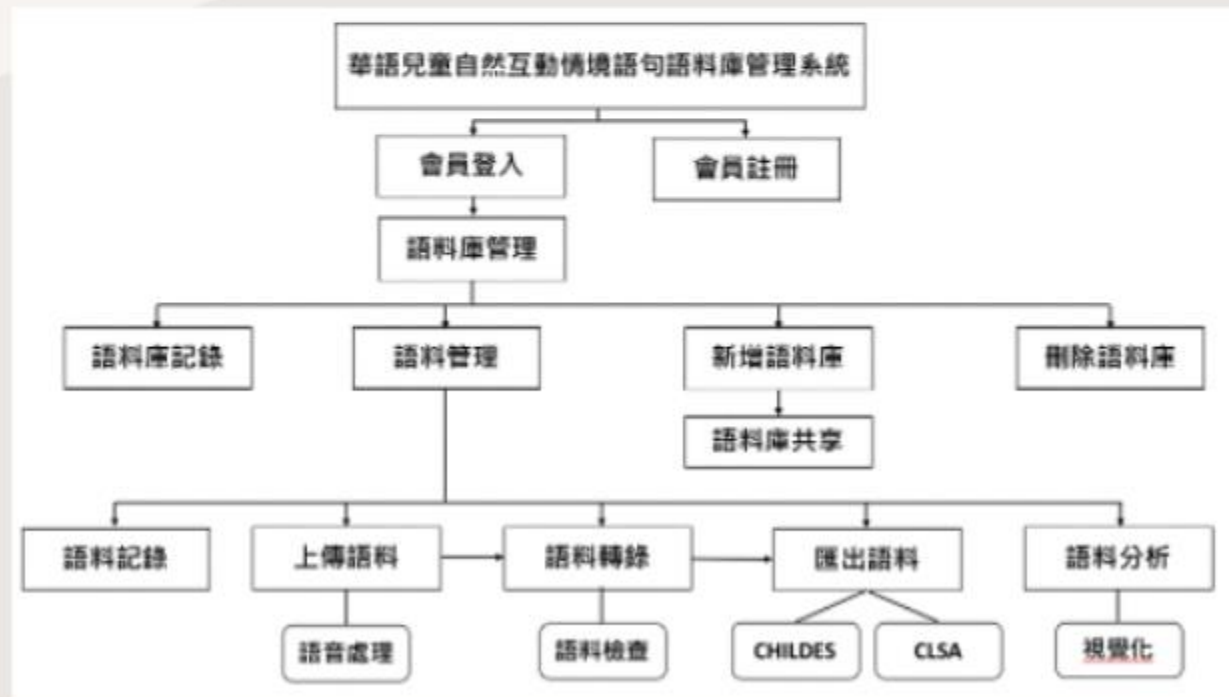 華語兒童自然互動情境語句語料庫管理系統
會員登入
會員註冊
語料庫管理
語料庫記錄
語料管理
新增語料庫
刪除語料庫
語料庫共享
語料記錄
上傳語料
語料轉錄
匯出語料
語料分析
語音處理
語料檢查
CHILDES
CLSA
視覺化